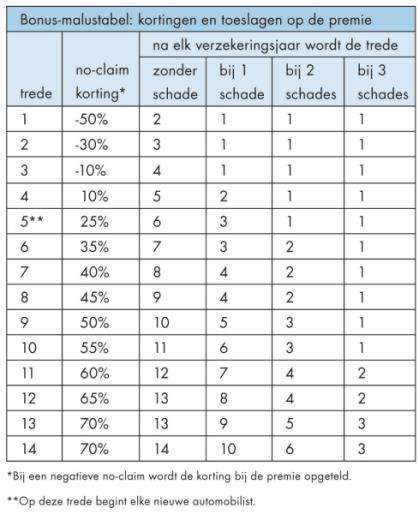 Bonus-malustabel: kortingen en toeslagen op de premie
na elk verzekeringsjaar wordt de trede
trede no-claim korting* zonder schade bij 1 schade bij 2 schades bij 3 schades
1 -50% 2 1 1 1
2 -30% 3 1 1 1
3 -10% 4 1 1 1
4 10% 5 2 1 1
5** 25% 6 3 1 1
6 35% 7 3 2 1
7 40% 8 4 2 1
8 45% 9 4 2 1
9 50% 10 5 3 1
10 55% 11 6 3 1
11 60% 12 7 4 2
12 65% 13 8 4 2
13 70% 13 9 5 3
14 70% 14 10 6 3
*Bij een negatieve no-claim wordt de korting bij de premie opgeteld.
**Op deze trede begint elke nieuwe automobilist.